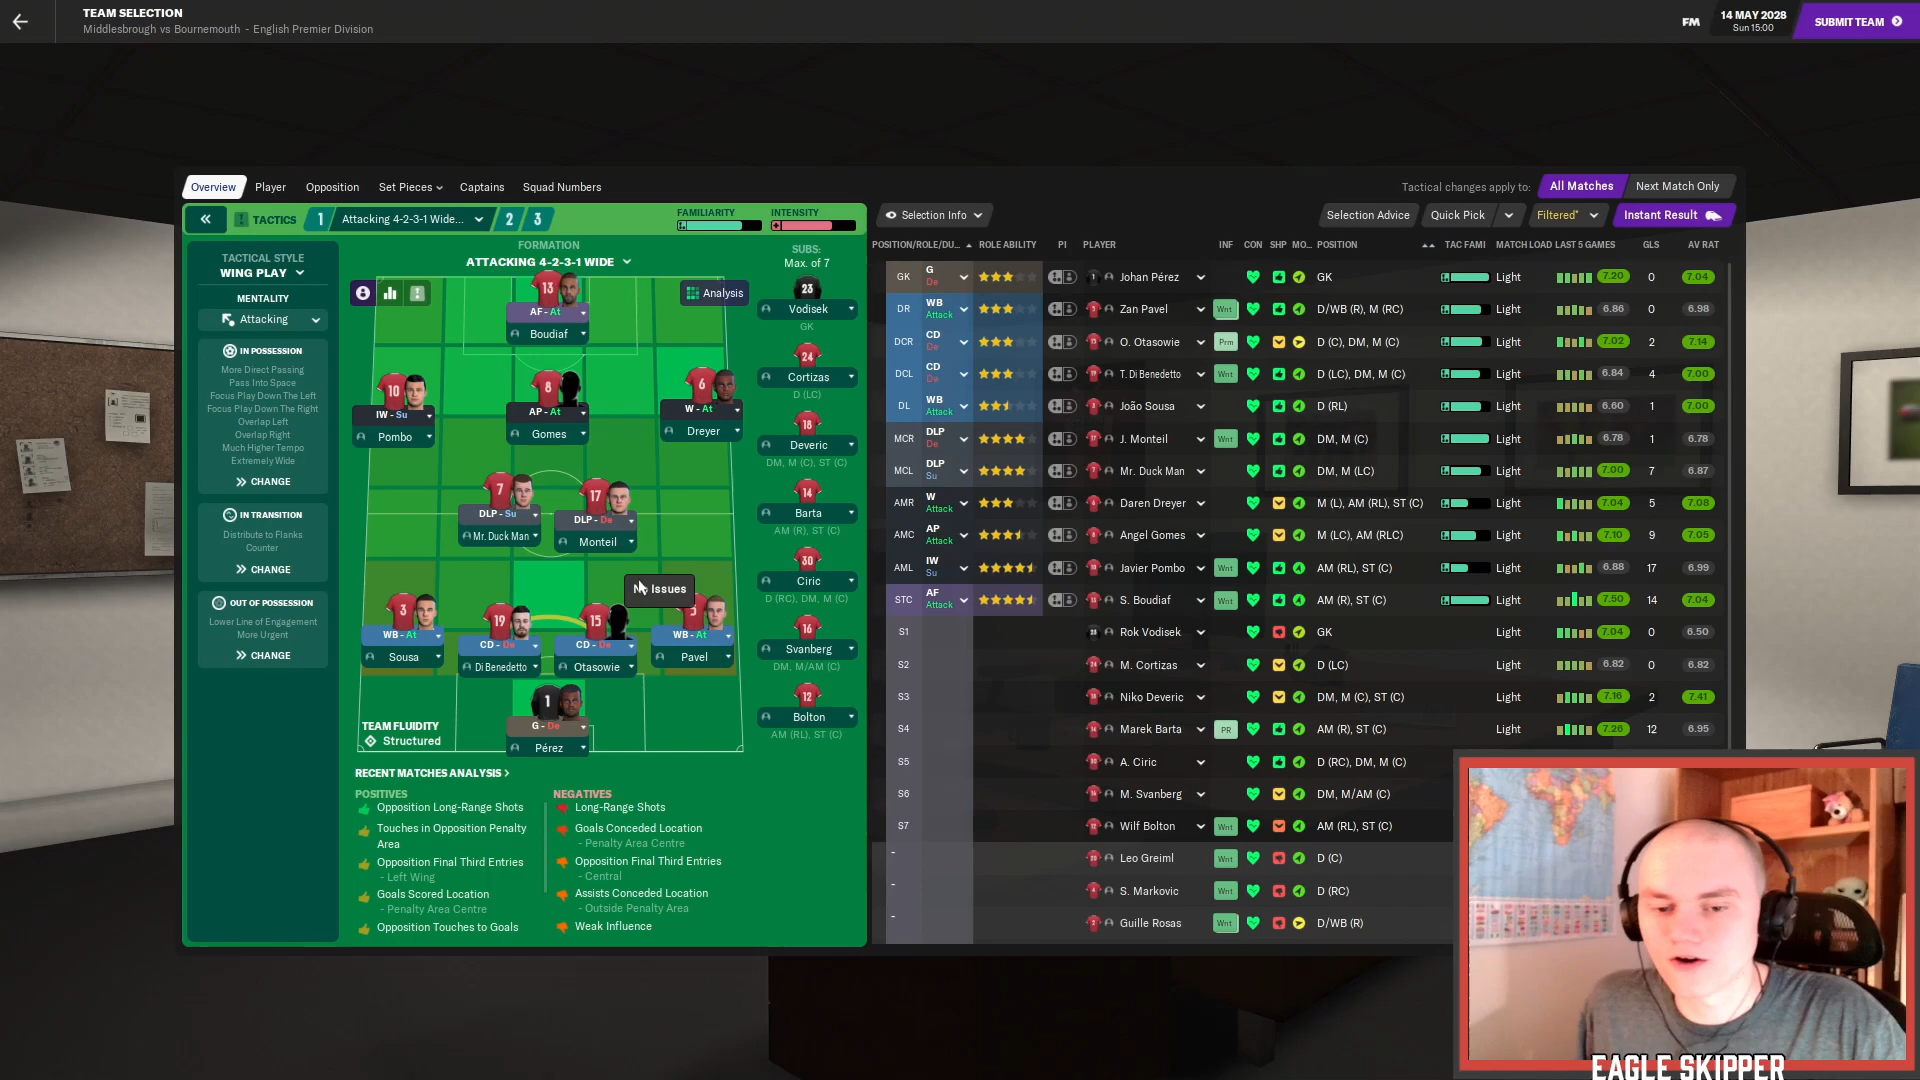 TEAM SELECTION
Middlesbrough vs Bournemouth - English Premier Division
FM
14 MAY 2028
Sun 15:00
SUBMIT TEAM
Overview Player Opposition Set Pieces Captains Squad Numbers
Tactical changes apply to: All Matches Next Match Only
TACTICS 1 Attacking 4-2-3-1 Wide... 2 3
FAMILIARITY
INTENSITY
Selection Info
Selection Advice Quick Pick Filtered* Instant Result
TACTICAL STYLE
WING PLAY
MENTALITY
Attacking
IN POSSESSION
More Direct Passing
Pass Into Space
Focus Play Down The Left
Focus Play Down The Right
Overlap Left
Overlap Right
Much Higher Tempo
Extremely Wide
CHANGE
IN TRANSITION
Distribute to Flanks
Counter
CHANGE
OUT OF POSSESSION
Lower Line of Engagement
More Urgent
CHANGE
FORMATION
ATTACKING 4-2-3-1 WIDE
Analysis
13
AF - At
Boudiaf
10
IW - Su
Pombo
8
AP - At
Gomes
6
W - At
Dreyer
7
DLP - Su
Mr. Duck Man
17
DLP - De
Monteil
Issues
3
WB - At
Sousa
19
CD - De
Di Benedetto
15
CD - De
Otasowie
WB - At
Pavel
1
G - De
Pérez
TEAM FLUIDITY
Structured
SUBS:
Max. of 7
23
Vodisek
GK
24
Cortizas
D (LC)
18
Deveric
DM, M (C), ST (C)
14
Barta
AM (R), ST (C)
30
Ciric
D (RC), DM, M (C)
16
Svanberg
DM, M/AM (C)
12
Bolton
AM (RL), ST (C)
RECENT MATCHES ANALYSIS >
POSITIVES
Opposition Long-Range Shots
Touches in Opposition Penalty
Area
Opposition Final Third Entries
- Left Wing
Goals Scored Location
- Penalty Area Centre
Opposition Touches to Goals
NEGATIVES
Long-Range Shots
Goals Conceded Location
- Penalty Area Centre
Opposition Final Third Entries
- Central
Assists Conceded Location
- Outside Penalty Area
Weak Influence
POSITION/ROLE/DU... ROLE ABILITY PI PLAYER INF CON SHP MO... POSITION TAC FAMI MATCH LOAD LAST 5 GAMES GLS AV RAT
GK G De Johan Pérez GK Light 7.20 0 7.04
DR WB Attack Zan Pavel Wnt D/WB (R), M (RC) Light 6.86 0 6.98
DCR CD De O. Otasowie Prm D (C), DM, M (C) Light 7.02 2 7.14
DCL CD De T. Di Benedetto Wnt D (LC), DM, M (C) Light 6.84 4 7.00
DL WB Attack João Sousa D (RL) Light 6.60 1 7.00
MCR DLP De J. Monteil Wnt DM, M (C) Light 6.78 1 6.78
MCL DLP Su Mr. Duck Man DM, M (LC) Light 7.00 7 6.87
AMR W Attack Daren Dreyer M (L), AM (RL), ST (C) Light 7.04 5 7.08
AMC AP Attack Angel Gomes M (LC), AM (RLC) Light 7.10 9 7.05
AML IW Su Javier Pombo Wnt AM (RL), ST (C) Light 6.88 17 6.99
STC AF Attack S. Boudiaf Wnt AM (R), ST (C) Light 7.50 14 7.04
S1 Rok Vodisek GK Light 7.04 0 6.50
S2 M. Cortizas D (LC) Light 6.82 0 6.82
S3 Niko Deveric DM, M (C), ST (C) Light 7.16 2 7.41
S4 Marek Barta PR AM (R), ST (C) Light 7.26 12 6.95
S5 A. Ciric D (RC), DM, M (C)
S6 M. Svanberg DM, M/AM (C)
S7 Wilf Bolton Wnt AM (RL), ST (C)
- Leo Greiml Wnt D (C)
- S. Markovic Wnt D (RC)
- Guille Rosas Wnt D/WB (R)
EAGLE SKIPPER